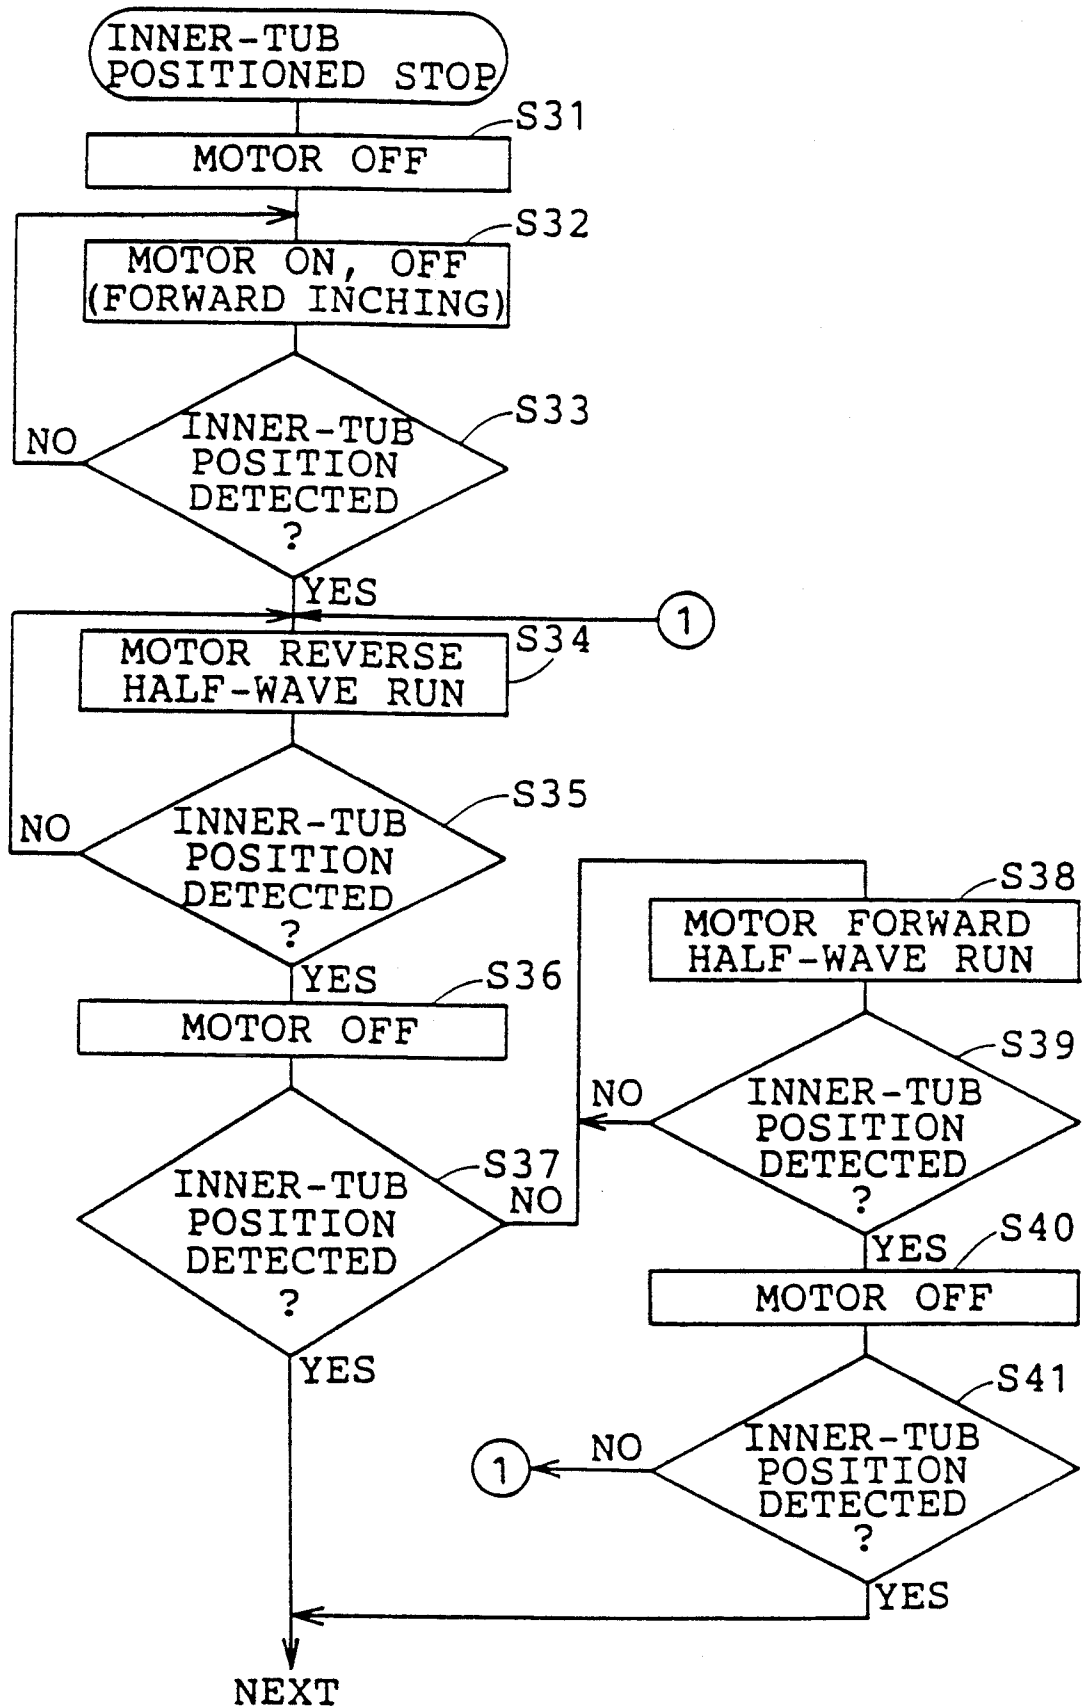 INNER-TUB
POSITIONED STOP
S31
MOTOR OFF
S32
MOTOR ON, OFF
(FORWARD INCHING)
S33
INNER-TUB
POSITION
DETECTED
?
NO
YES
1
S34
MOTOR REVERSE
HALF-WAVE RUN
S35
INNER-TUB
POSITION
DETECTED
?
NO
YES
S36
MOTOR OFF
S37
INNER-TUB
POSITION
DETECTED
?
NO
YES
S38
MOTOR FORWARD
HALF-WAVE RUN
S39
INNER-TUB
POSITION
DETECTED
?
NO
YES
S40
MOTOR OFF
S41
INNER-TUB
POSITION
DETECTED
?
NO
1
YES
NEXT